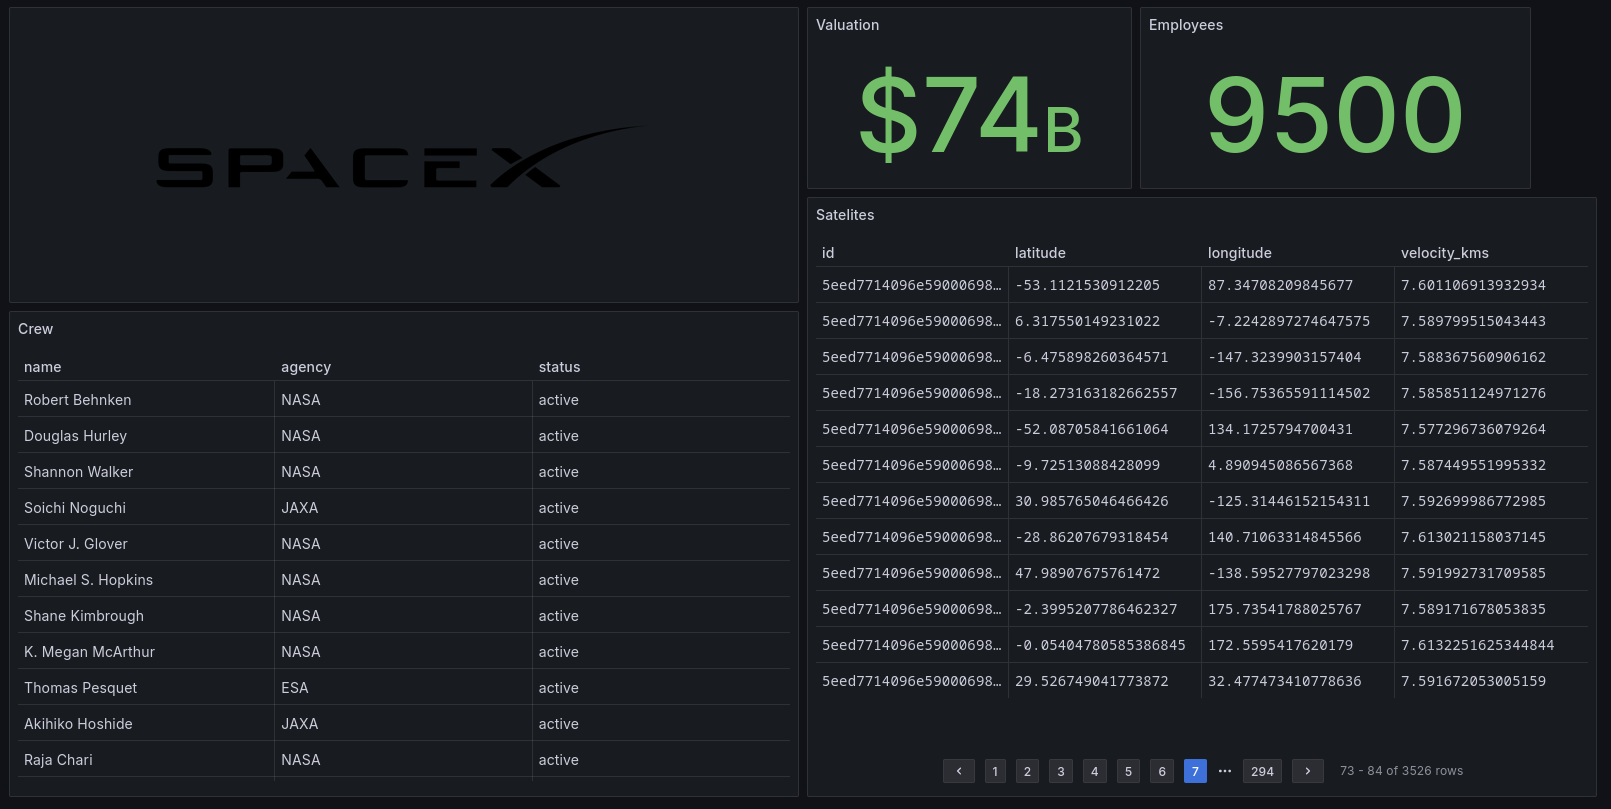 SPACEX
Valuation
$74B
Employees
9500
Crew
name agency status
Robert Behnken NASA active
Douglas Hurley NASA active
Shannon Walker NASA active
Soichi Noguchi JAXA active
Victor J. Glover NASA active
Michael S. Hopkins NASA active
Shane Kimbrough NASA active
K. Megan McArthur NASA active
Thomas Pesquet ESA active
Akihiko Hoshide JAXA active
Raja Chari NASA active
Satelites
id latitude longitude velocity_kms
5eed7714096e59000698… -53.1121530912205 87.34708209845677 7.601106913932934
5eed7714096e59000698… 6.317550149231022 -7.2242897274647575 7.589799515043443
5eed7714096e59000698… -6.475898260364571 -147.3239903157404 7.588367560906162
5eed7714096e59000698… -18.273163182662557 -156.75365591114502 7.585851124971276
5eed7714096e59000698… -52.08705841661064 134.1725794700431 7.577296736079264
5eed7714096e59000698… -9.72513088428099 4.890945086567368 7.587449551995332
5eed7714096e59000698… 30.985765046466426 -125.31446152154311 7.592699986772985
5eed7714096e59000698… -28.86207679318454 140.71063314845566 7.613021158037145
5eed7714096e59000698… 47.98907675761472 -138.59527797023298 7.591992731709585
5eed7714096e59000698… -2.3995207786462327 175.73541788025767 7.589171678053835
5eed7714096e59000698… -0.05404780585386845 172.5595417620179 7.6132251625344844
5eed7714096e59000698… 29.526749041773872 32.477473410778636 7.591672053005159
‹ 1 2 3 4 5 6 7 ··· 294 › 73 - 84 of 3526 rows